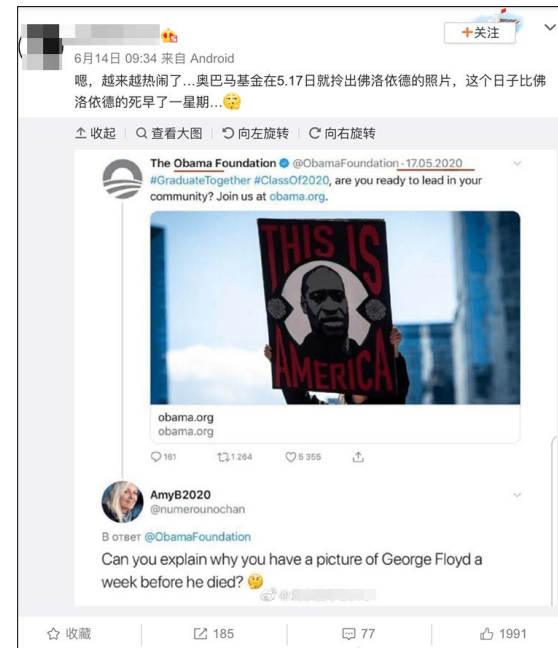 +关注
6月14日 09:34 来自 Android
嗯，越来越热闹了…奥巴马基金在5.17日就拎出佛洛依德的照片，这个日子比佛
洛依德的死早了一星期…
收起 查看大图 向左旋转 向右旋转
The Obama Foundation @ObamaFoundation · 17.05.2020
#GraduateTogether #ClassOf2020, are you ready to lead in your
community? Join us at obama.org.
THIS IS
AMERICA
obama.org
obama.org
161 1 264 5 355
AmyB2020
@numerounochan
В ответ @ObamaFoundation
Can you explain why you have a picture of George Floyd a
week before he died?
收藏 185 77 1991